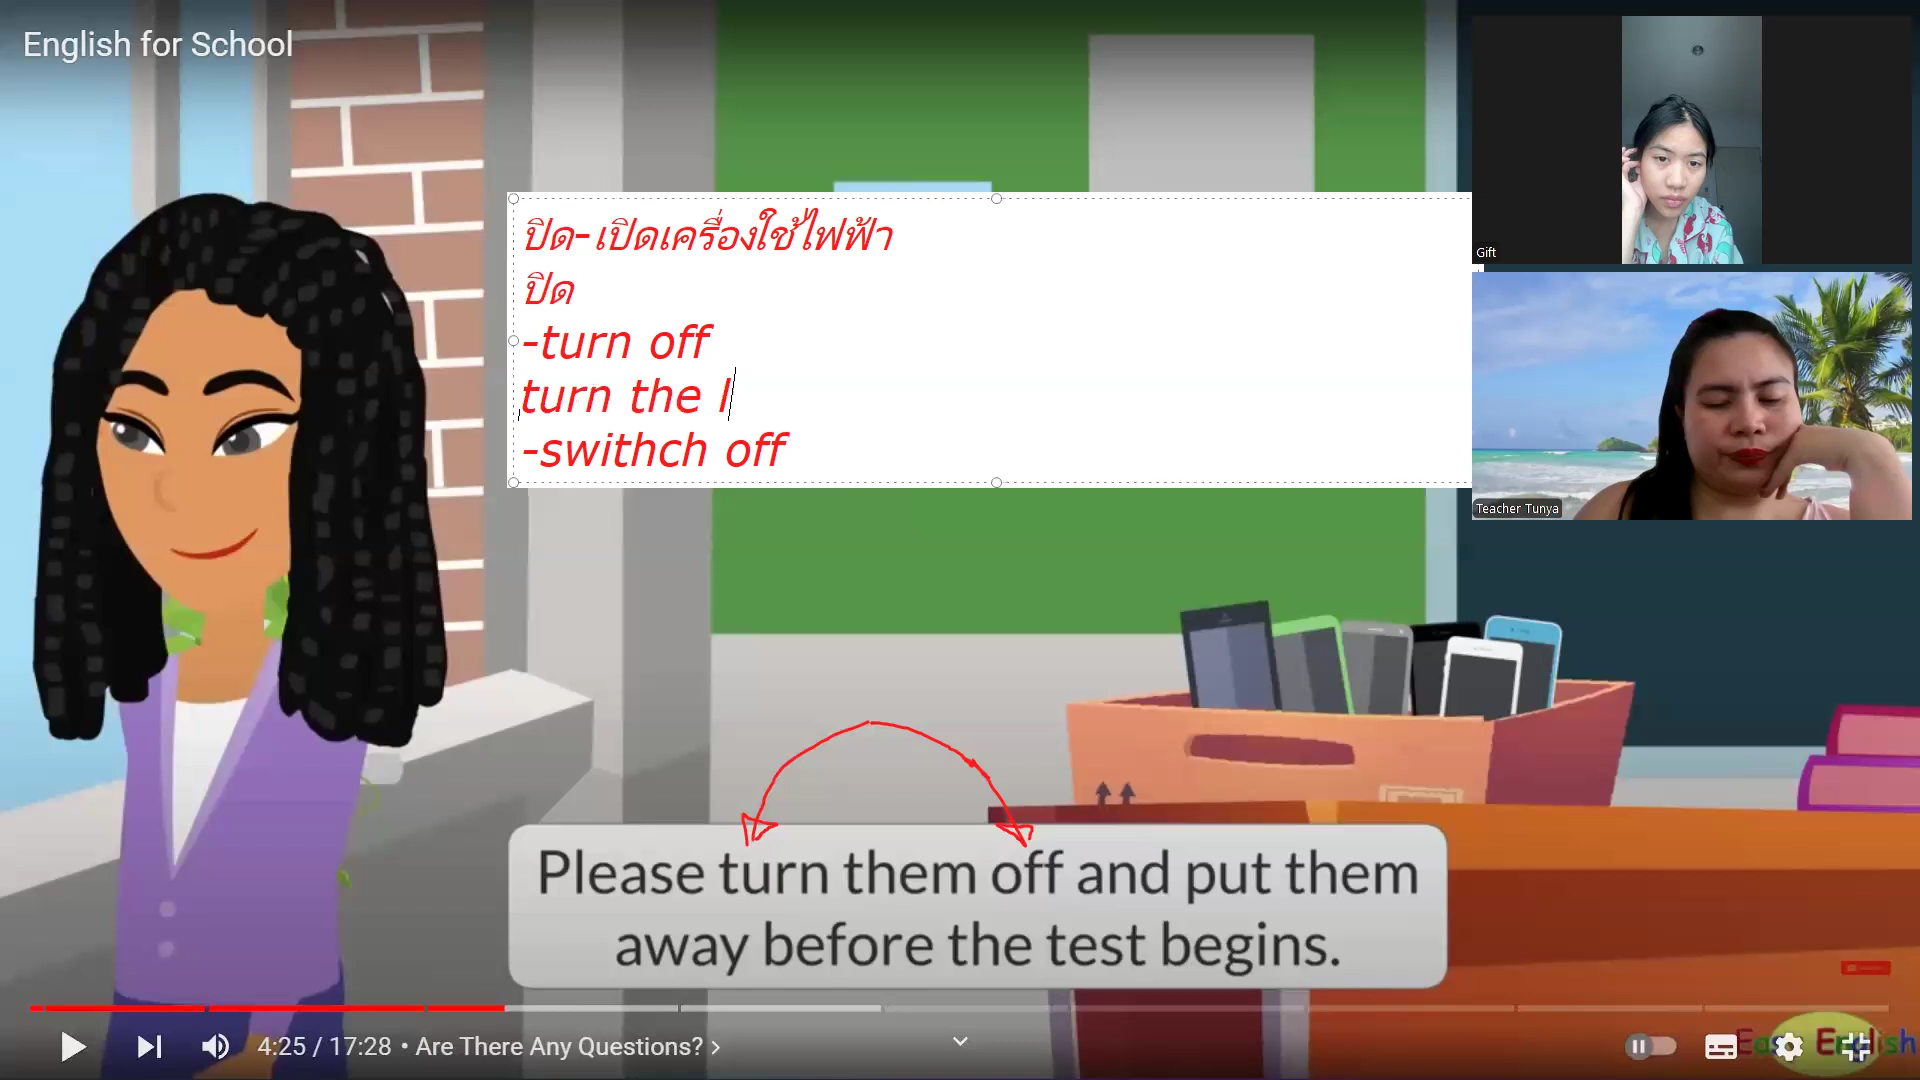 English for School
Gift
ปิด-เปิดเครื่องใช้ไฟฟ้า
ปิด
-turn off
turn the l
-swithch off
Teacher Tunya
Please turn them off and put them
away before the test begins.
4:25 / 17:28 • Are There Any Questions? ›
Easy English